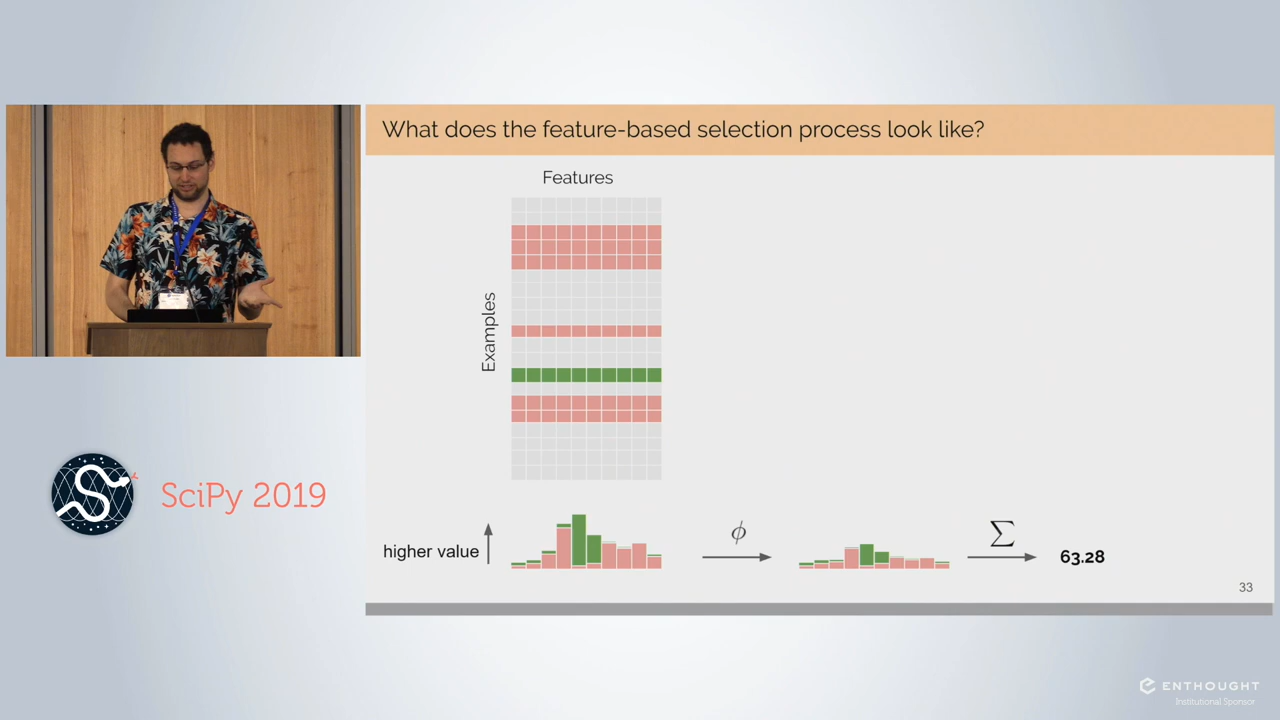 What does the feature-based selection process look like?
Features
Examples
higher value
ϕ
∑
63.28
33
SciPy 2019
ENTHOUGHT
Institutional Sponsor